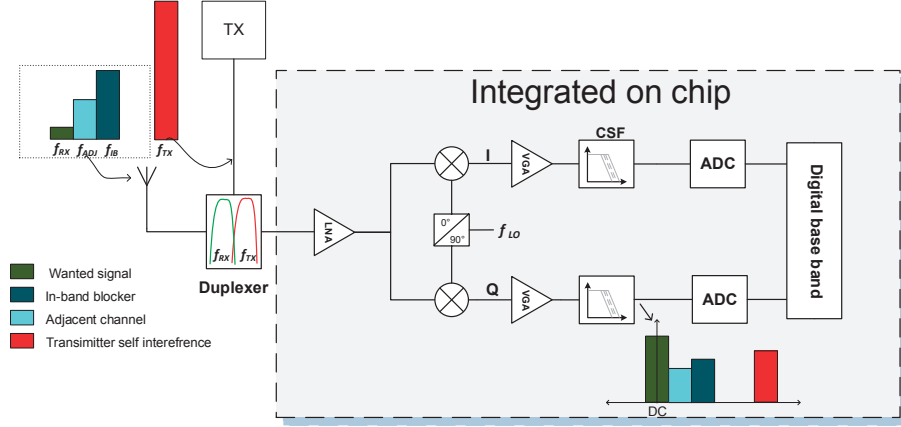 TX
Integrated on chip
f_RX f_ADJ f_IB f_TX
I
VGA
CSF
ADC
LNA
0°
90°
f_LO
f_RX f_TX
Duplexer
Q
VGA
ADC
Digital base band
Wanted signal
In-band blocker
Adjacent channel
Transimitter self interefrence
DC